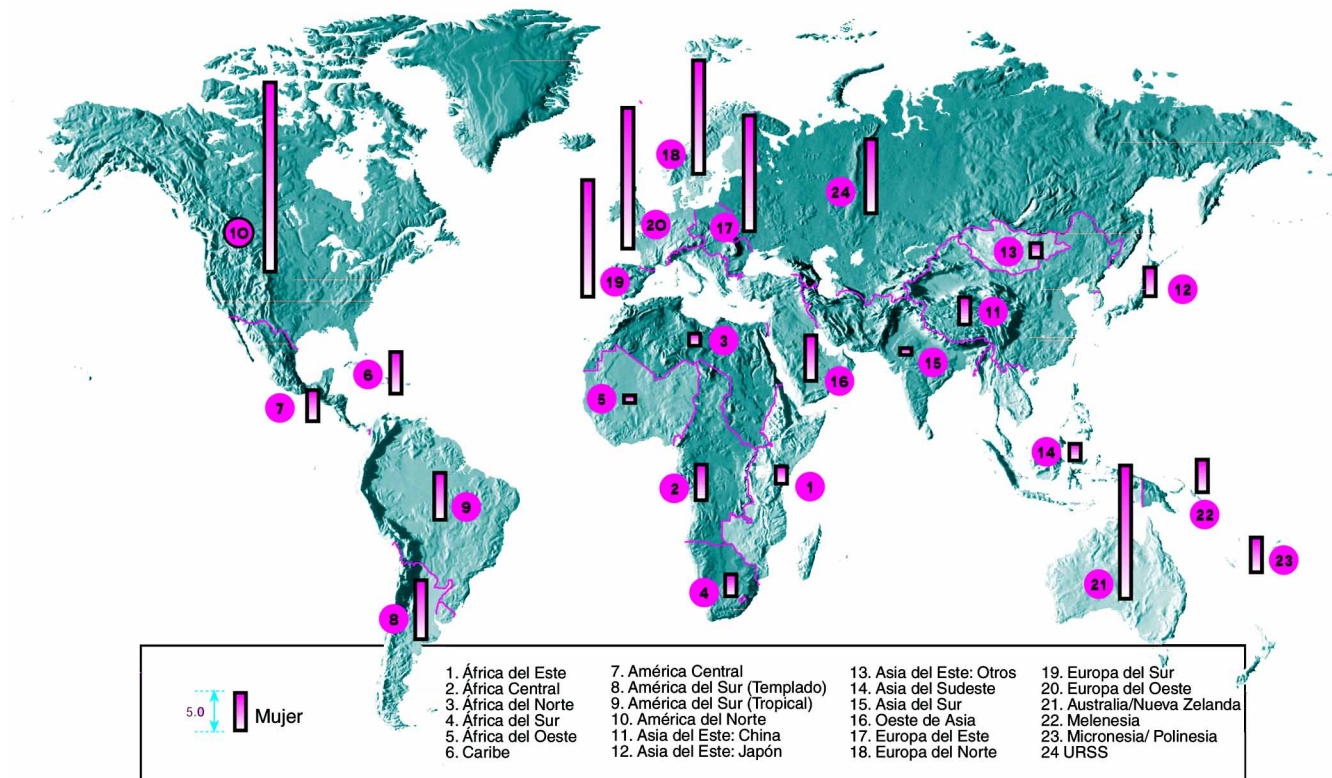 18
10
20
24
17
13
19
12
11
3
15
6
16
5
7
14
2
1
9
22
23
21
4
8
5.0
Mujer
1. África del Este
2. África Central
3. África del Norte
4. África del Sur
5. África del Oeste
6. Caribe
7. América Central
8. América del Sur (Templado)
9. América del Sur (Tropical)
10. América del Norte
11. Asia del Este: China
12. Asia del Este: Japón
13. Asia del Este: Otros
14. Asia del Sudeste
15. Asia del Sur
16. Oeste de Asia
17. Europa del Este
18. Europa del Norte
19. Europa del Sur
20. Europa del Oeste
21. Australia/Nueva Zelanda
22. Melenesia
23. Micronesia/ Polinesia
24 URSS